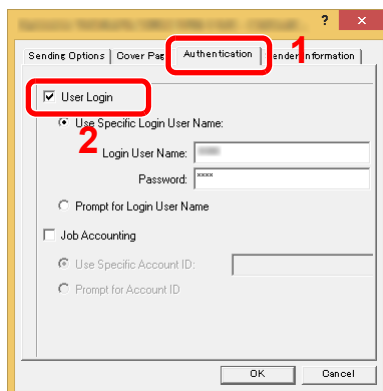 ?
Sending Options Cover Pag Authentication ender Information
1
User Login
Use Specific Login User Name:
2
Login User Name:
Password: ****
Prompt for Login User Name
Job Accounting
Use Specific Account ID:
Prompt for Account ID
OK Cancel